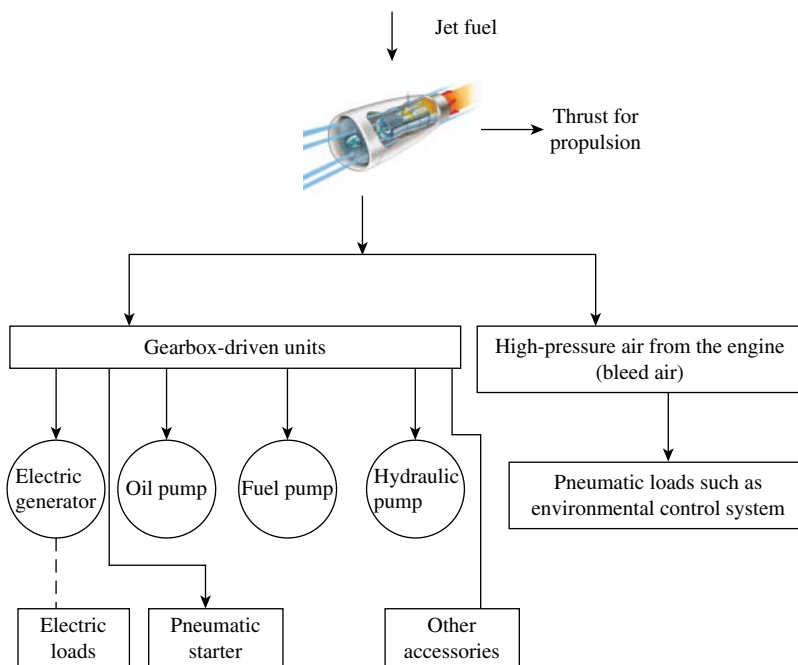 Jet fuel
Thrust for
propulsion
Gearbox-driven units
High-pressure air from the engine
(bleed air)
Electric
generator
Oil pump
Fuel pump
Hydraulic
pump
Pneumatic loads such as
environmental control system
Electric
loads
Pneumatic
starter
Other
accessories